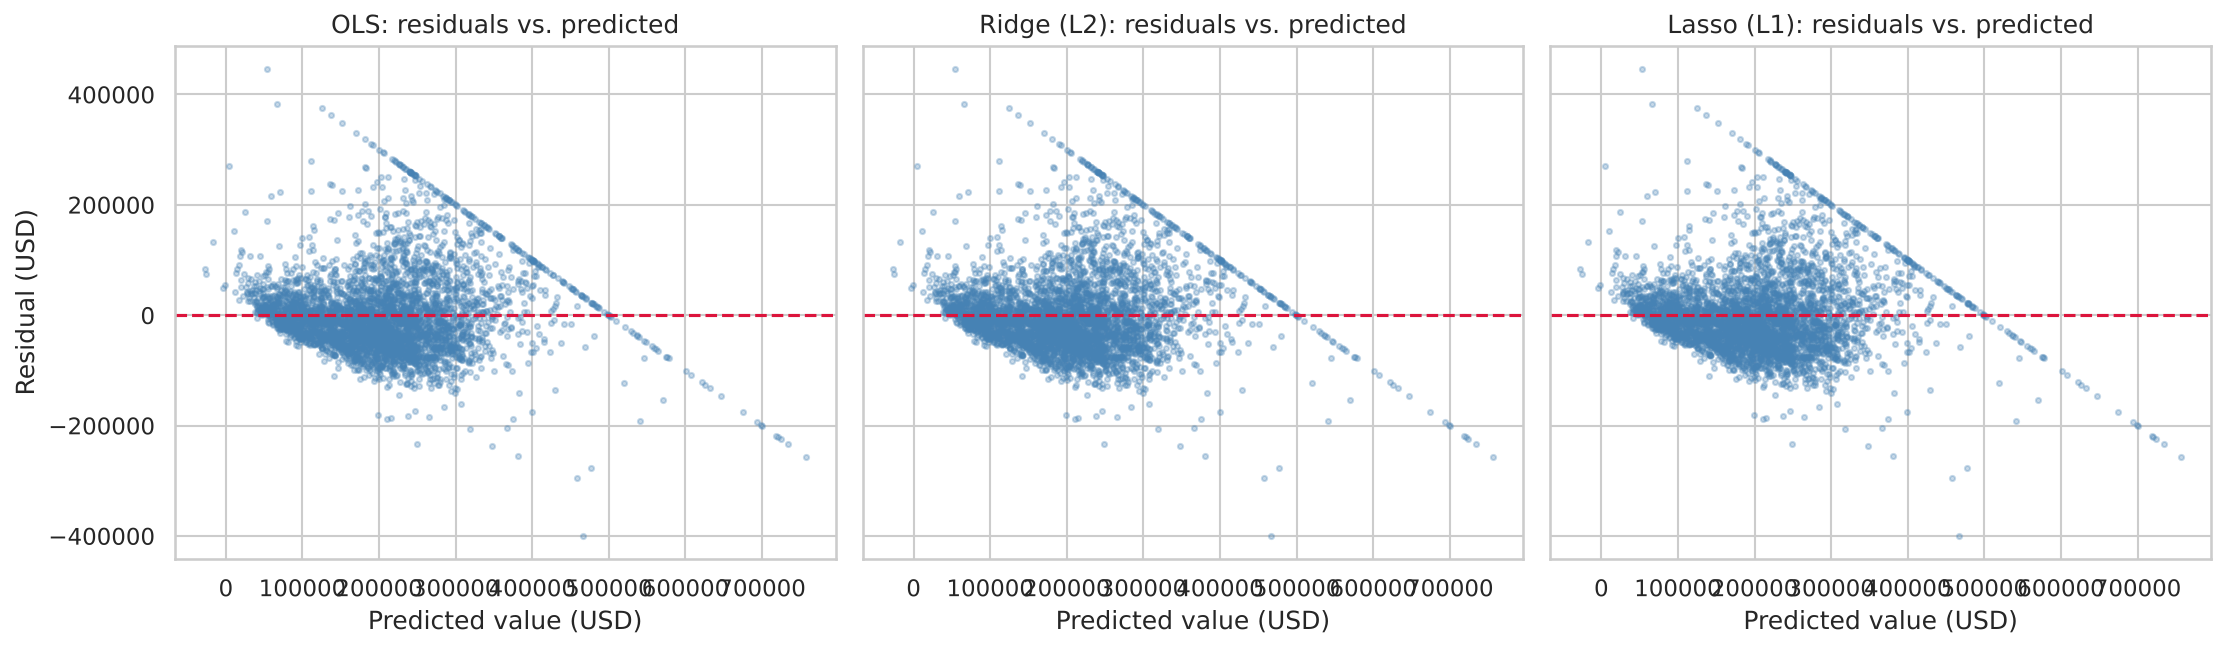 OLS: residuals vs. predicted
Ridge (L2): residuals vs. predicted
Lasso (L1): residuals vs. predicted
Residual (USD)
400000
200000
0
−200000
−400000
0 100000 200000 300000 400000 500000 600000 700000
0 100000 200000 300000 400000 500000 600000 700000
0 100000 200000 300000 400000 500000 600000 700000
Predicted value (USD)
Predicted value (USD)
Predicted value (USD)